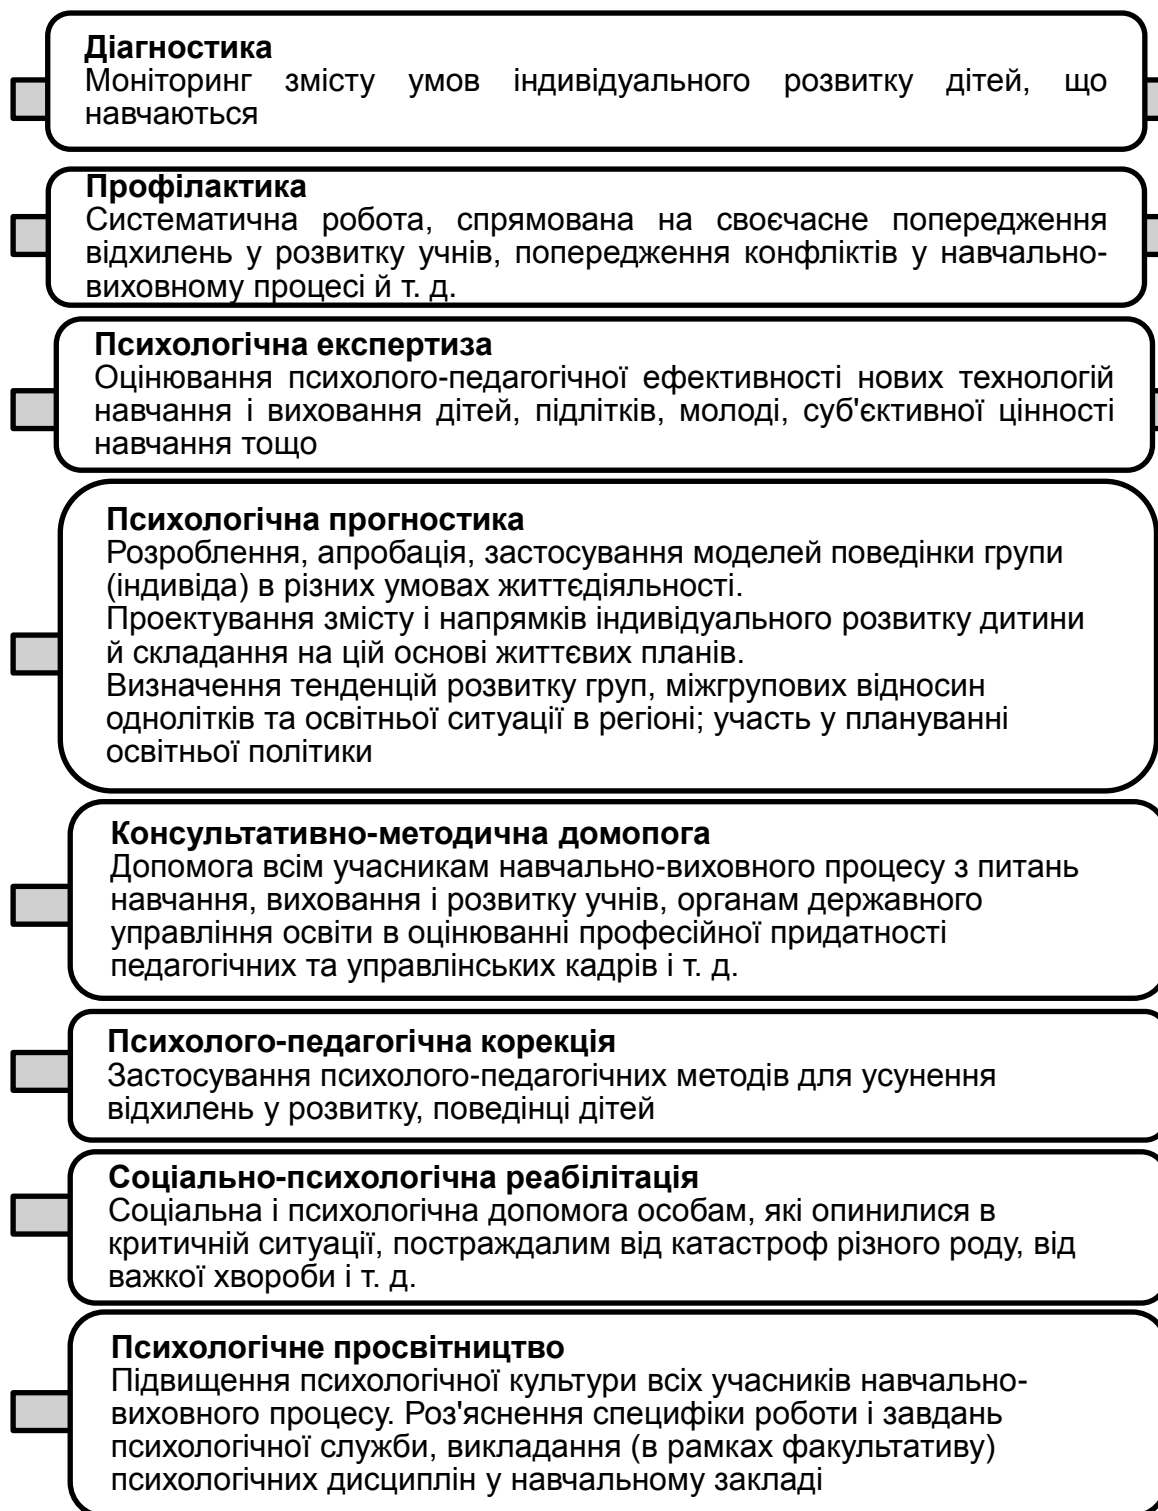 Діагностика
Моніторинг змісту умов індивідуального розвитку дітей, що
навчаються
Профілактика
Систематична робота, спрямована на своєчасне попередження
відхилень у розвитку учнів, попередження конфліктів у навчально-
виховному процесі й т. д.
Психологічна експертиза
Оцінювання психолого-педагогічної ефективності нових технологій
навчання і виховання дітей, підлітків, молоді, суб'єктивної цінності
навчання тощо
Психологічна прогностика
Розроблення, апробація, застосування моделей поведінки групи
(індивіда) в різних умовах життєдіяльності.
Проектування змісту і напрямків індивідуального розвитку дитини
й складання на цій основі життєвих планів.
Визначення тенденцій розвитку груп, міжгрупових відносин
однолітків та освітньої ситуації в регіоні; участь у плануванні
освітньої політики
Консультативно-методична домопога
Допомога всім учасникам навчально-виховного процесу з питань
навчання, виховання і розвитку учнів, органам державного
управління освіти в оцінюванні професійної придатності
педагогічних та управлінських кадрів і т. д.
Психолого-педагогічна корекція
Застосування психолого-педагогічних методів для усунення
відхилень у розвитку, поведінці дітей
Соціально-психологічна реабілітація
Соціальна і психологічна допомога особам, які опинилися в
критичній ситуації, постраждалим від катастроф різного роду, від
важкої хвороби і т. д.
Психологічне просвітництво
Підвищення психологічної культури всіх учасників навчально-
виховного процесу. Роз'яснення специфіки роботи і завдань
психологічної служби, викладання (в рамках факультативу)
психологічних дисциплін у навчальному закладі